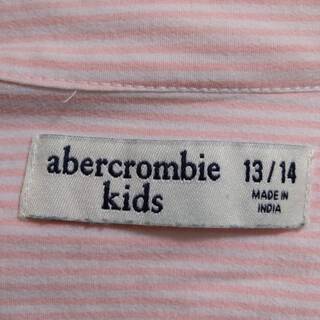 abercrombie
kids
13/14
MADE IN
INDIA